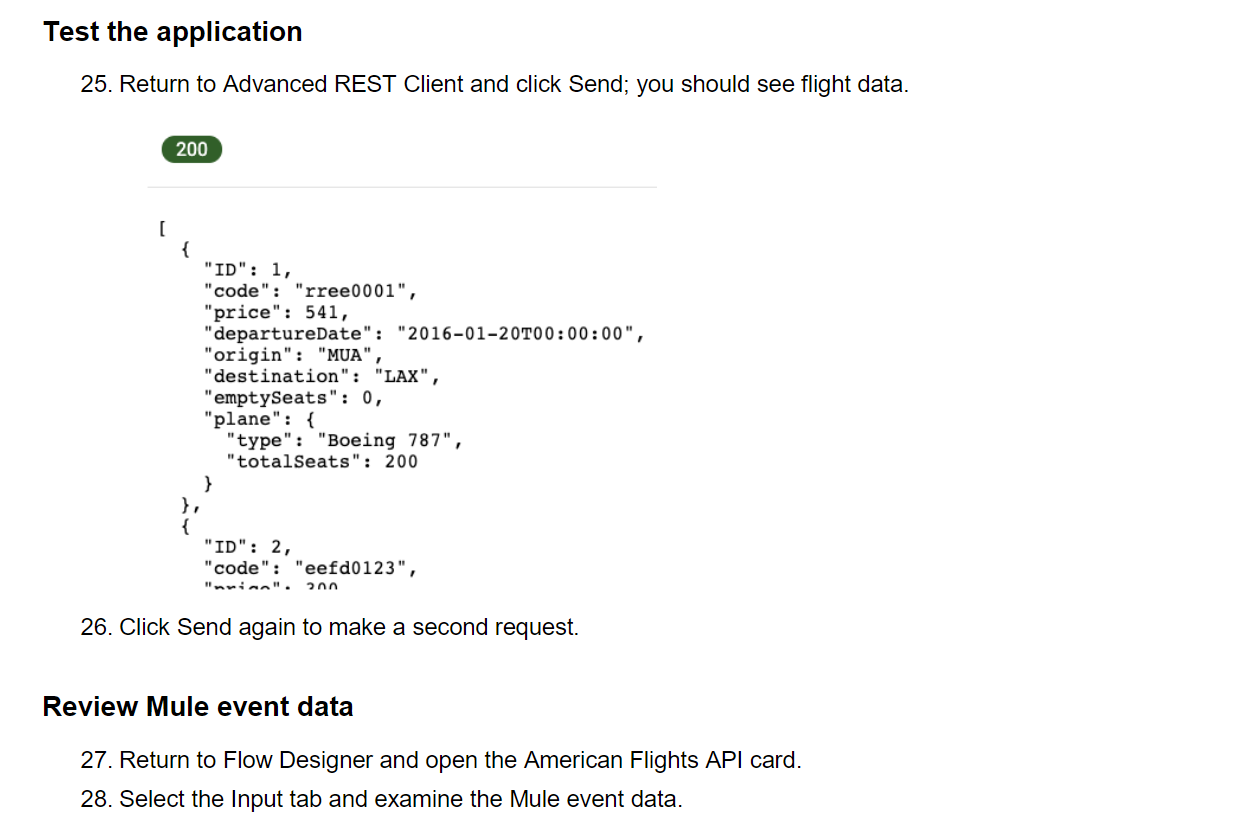 Test the application
25. Return to Advanced REST Client and click Send; you should see flight data.
200
[
{
"ID": 1,
"code": "rree0001",
"price": 541,
"departureDate": "2016-01-20T00:00:00",
"origin": "MUA",
"destination": "LAX",
"emptySeats": 0,
"plane": {
"type": "Boeing 787",
"totalSeats": 200
}
},
{
"ID": 2,
"code": "eefd0123",
"price": 300
26. Click Send again to make a second request.
Review Mule event data
27. Return to Flow Designer and open the American Flights API card.
28. Select the Input tab and examine the Mule event data.